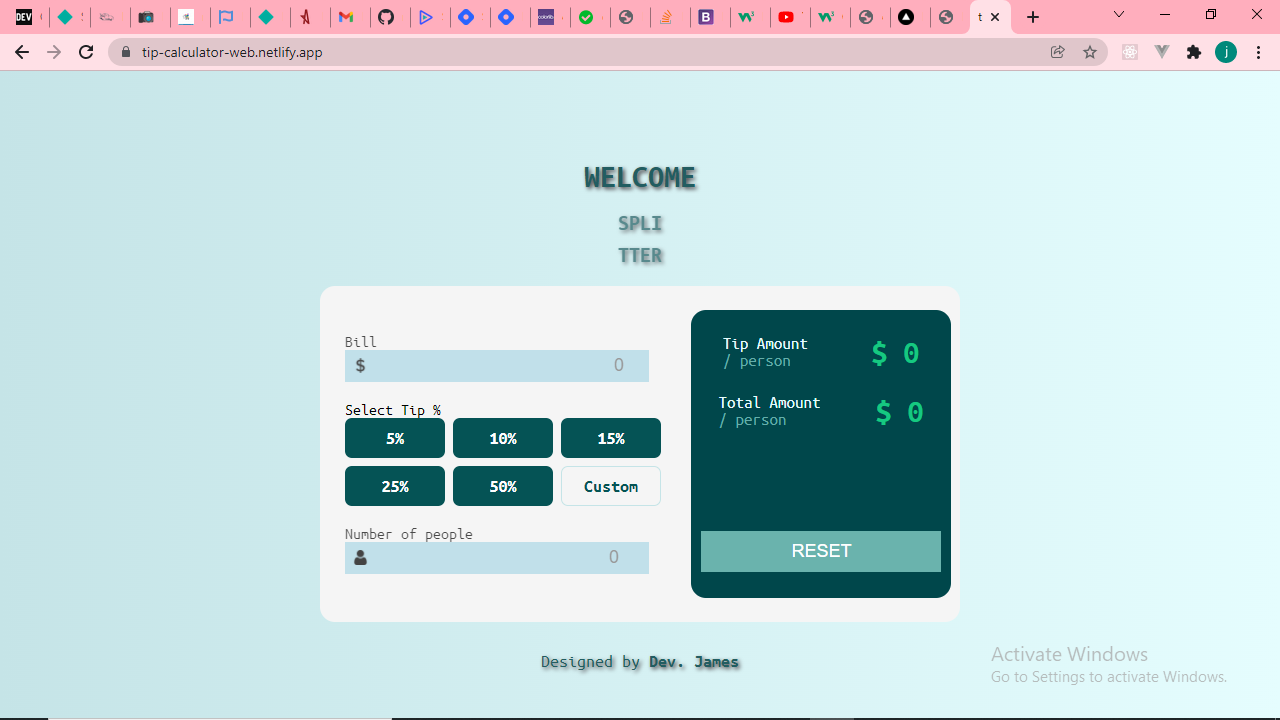 DEV
tip-calculator-web.netlify.app
j
WELCOME
SPLI
TTER
Bill
$ 0
Select Tip %
5% 10% 15%
25% 50% Custom
Number of people
0
Tip Amount
/ person
$ 0
Total Amount
/ person
$ 0
RESET
Designed by Dev. James
Activate Windows
Go to Settings to activate Windows.